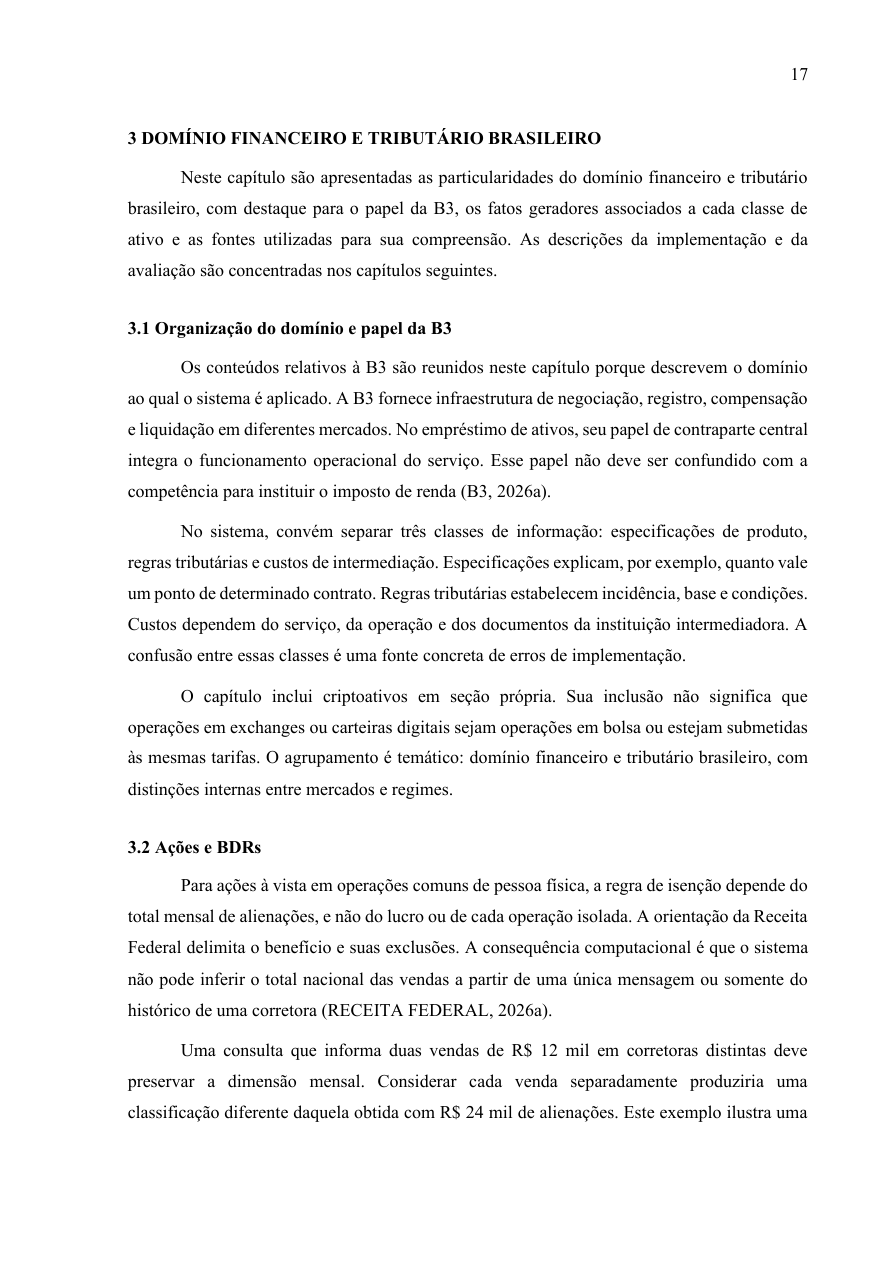 17
3 DOMÍNIO FINANCEIRO E TRIBUTÁRIO BRASILEIRO
Neste capítulo são apresentadas as particularidades do domínio financeiro e tributário
brasileiro, com destaque para o papel da B3, os fatos geradores associados a cada classe de
ativo e as fontes utilizadas para sua compreensão. As descrições da implementação e da
avaliação são concentradas nos capítulos seguintes.
3.1 Organização do domínio e papel da B3
Os conteúdos relativos à B3 são reunidos neste capítulo porque descrevem o domínio
ao qual o sistema é aplicado. A B3 fornece infraestrutura de negociação, registro, compensação
e liquidação em diferentes mercados. No empréstimo de ativos, seu papel de contraparte central
integra o funcionamento operacional do serviço. Esse papel não deve ser confundido com a
competência para instituir o imposto de renda (B3, 2026a).
No sistema, convém separar três classes de informação: especificações de produto,
regras tributárias e custos de intermediação. Especificações explicam, por exemplo, quanto vale
um ponto de determinado contrato. Regras tributárias estabelecem incidência, base e condições.
Custos dependem do serviço, da operação e dos documentos da instituição intermediadora. A
confusão entre essas classes é uma fonte concreta de erros de implementação.
O capítulo inclui criptoativos em seção própria. Sua inclusão não significa que
operações em exchanges ou carteiras digitais sejam operações em bolsa ou estejam submetidas
às mesmas tarifas. O agrupamento é temático: domínio financeiro e tributário brasileiro, com
distinções internas entre mercados e regimes.
3.2 Ações e BDRs
Para ações à vista em operações comuns de pessoa física, a regra de isenção depende do
total mensal de alienações, e não do lucro ou de cada operação isolada. A orientação da Receita
Federal delimita o benefício e suas exclusões. A consequência computacional é que o sistema
não pode inferir o total nacional das vendas a partir de uma única mensagem ou somente do
histórico de uma corretora (RECEITA FEDERAL, 2026a).
Uma consulta que informa duas vendas de R$ 12 mil em corretoras distintas deve
preservar a dimensão mensal. Considerar cada venda separadamente produziria uma
classificação diferente daquela obtida com R$ 24 mil de alienações. Este exemplo ilustra uma